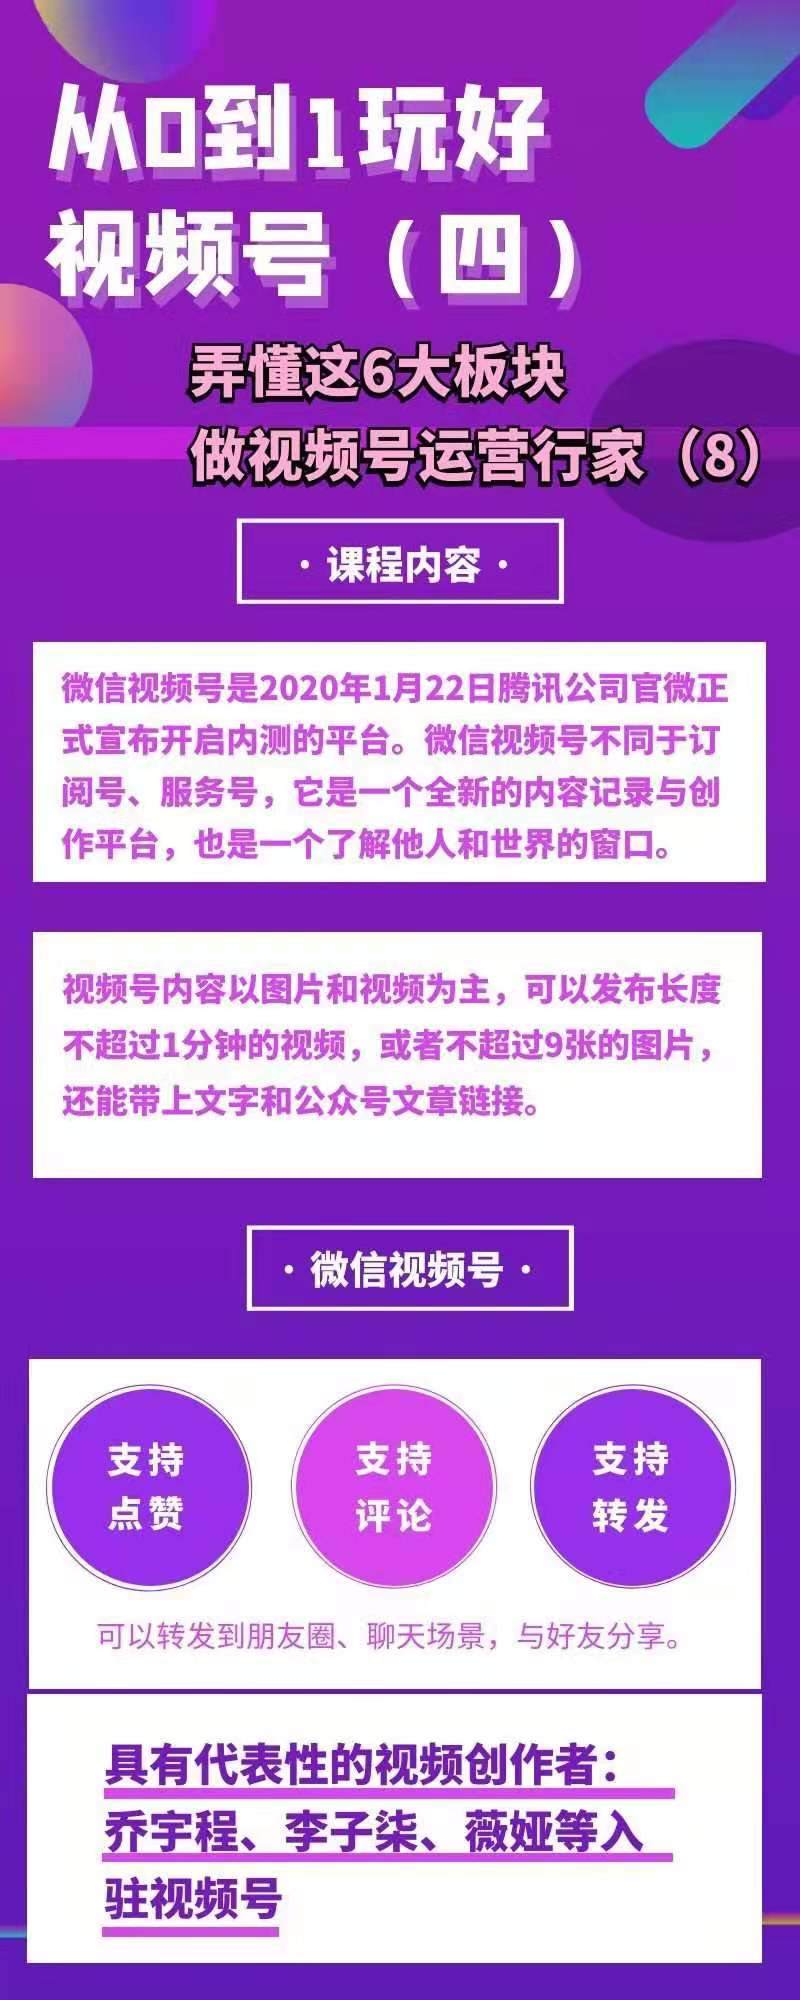 从0到1玩好
视频号（四）
弄懂这6大板块
做视频号运营行家（8）
· 课程内容 ·
微信视频号是2020年1月22日腾讯公司官微正
式宣布开启内测的平台。微信视频号不同于订
阅号、服务号，它是一个全新的内容记录与创
作平台，也是一个了解他人和世界的窗口。
视频号内容以图片和视频为主，可以发布长度
不超过1分钟的视频，或者不超过9张的图片，
还能带上文字和公众号文章链接。
· 微信视频号 ·
支持
点赞
支持
评论
支持
转发
可以转发到朋友圈、聊天场景，与好友分享。
具有代表性的视频创作者：
乔宇程、李子柒、薇娅等入
驻视频号